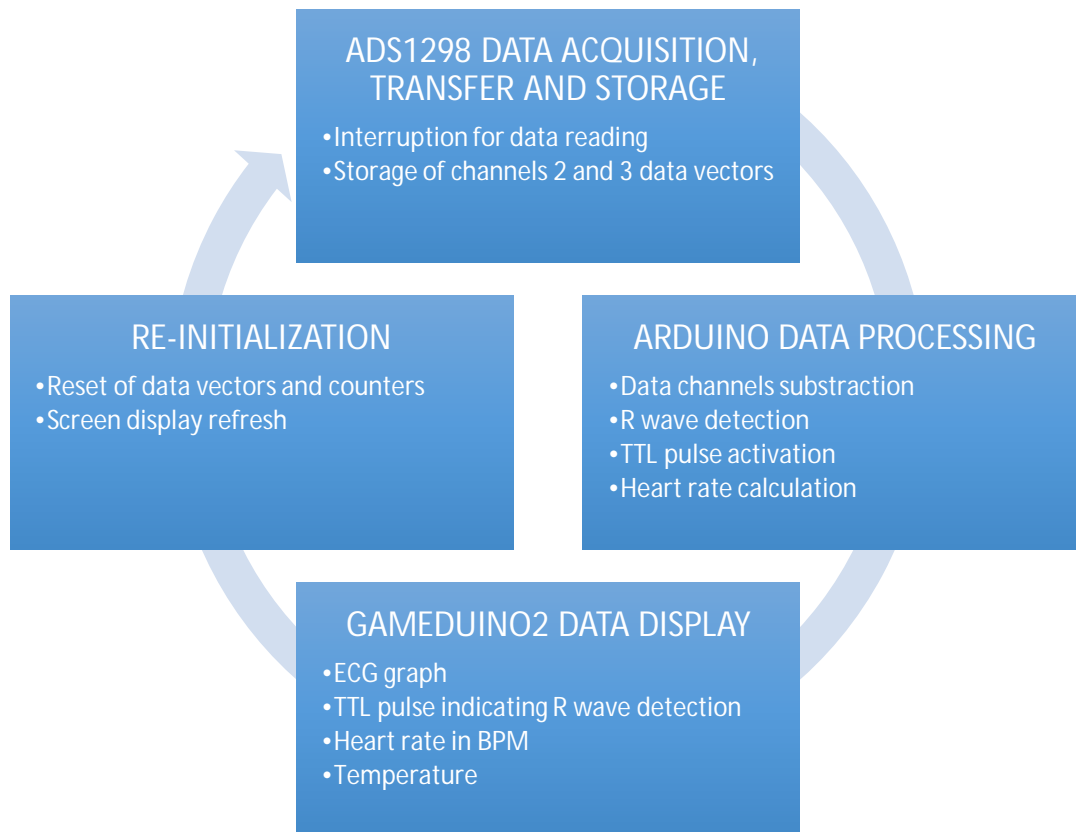 ADS1298 DATA ACQUISITION,
TRANSFER AND STORAGE
•Interruption for data reading
•Storage of channels 2 and 3 data vectors
RE-INITIALIZATION
•Reset of data vectors and counters
•Screen display refresh
ARDUINO DATA PROCESSING
•Data channels substraction
•R wave detection
•TTL pulse activation
•Heart rate calculation
GAMEDUINO2 DATA DISPLAY
•ECG graph
•TTL pulse indicating R wave detection
•Heart rate in BPM
•Temperature